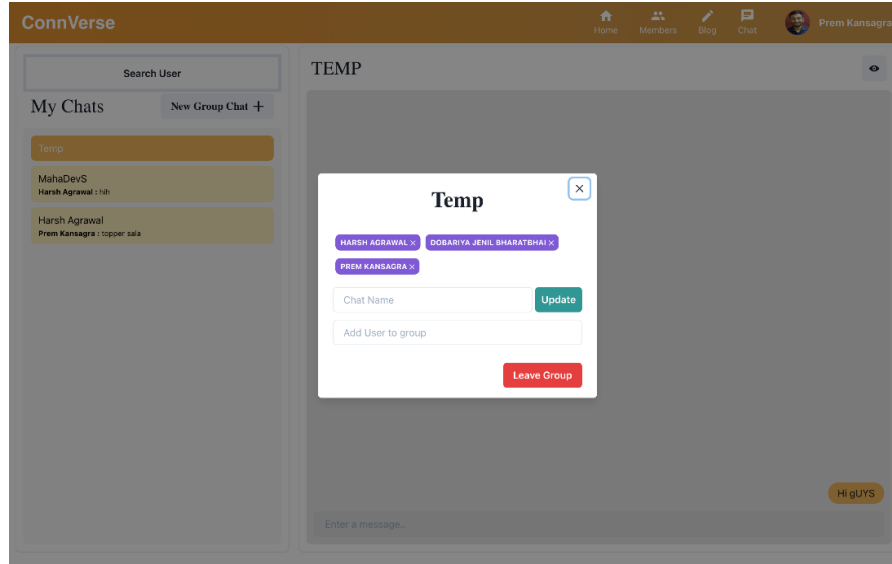 ConnVerse
Home Members Blog Chat Prem Kansagra
Search User
My Chats
New Group Chat +
Temp
MahaDevS
Harsh Agrawal : hih
Harsh Agrawal
Prem Kansagra : topper sala
TEMP
Temp
HARSH AGRAWAL × DOBARIYA JENIL BHARATBHAI ×
PREM KANSAGRA ×
Chat Name
Update
Add User to group
Leave Group
Hi gUYS
Enter a message..